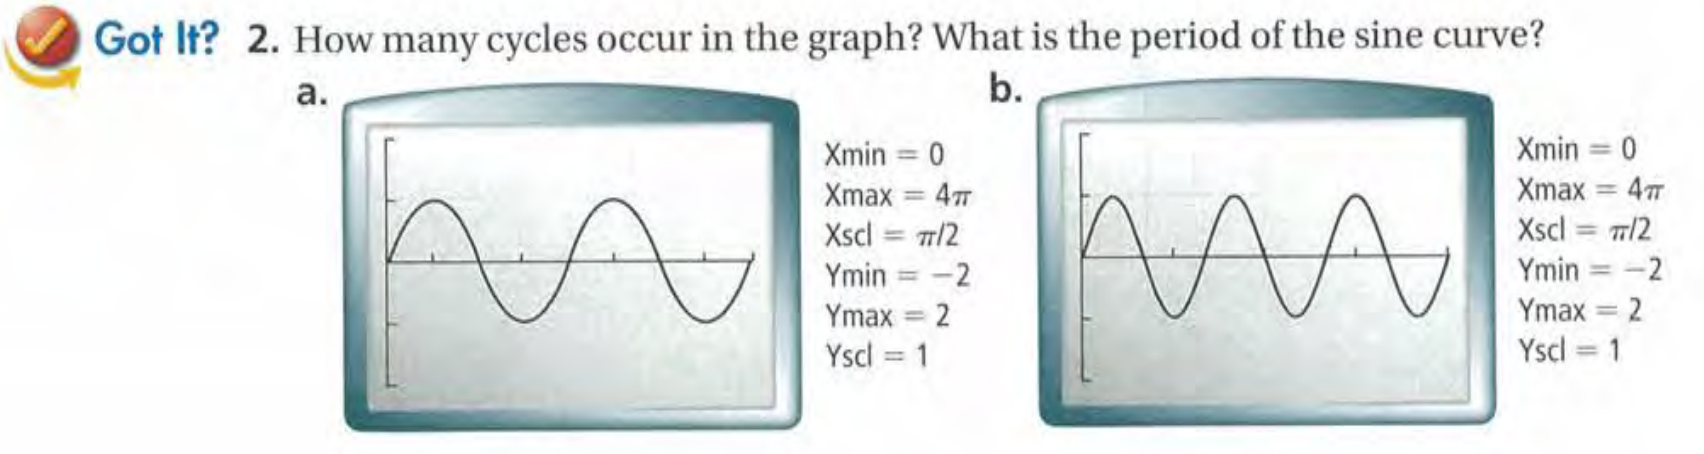 Got It? 2. How many cycles occur in the graph? What is the period of the sine curve?
a.
Xmin = 0
Xmax = 4π
Xscl = π/2
Ymin = −2
Ymax = 2
Yscl = 1
b.
Xmin = 0
Xmax = 4π
Xscl = π/2
Ymin = −2
Ymax = 2
Yscl = 1